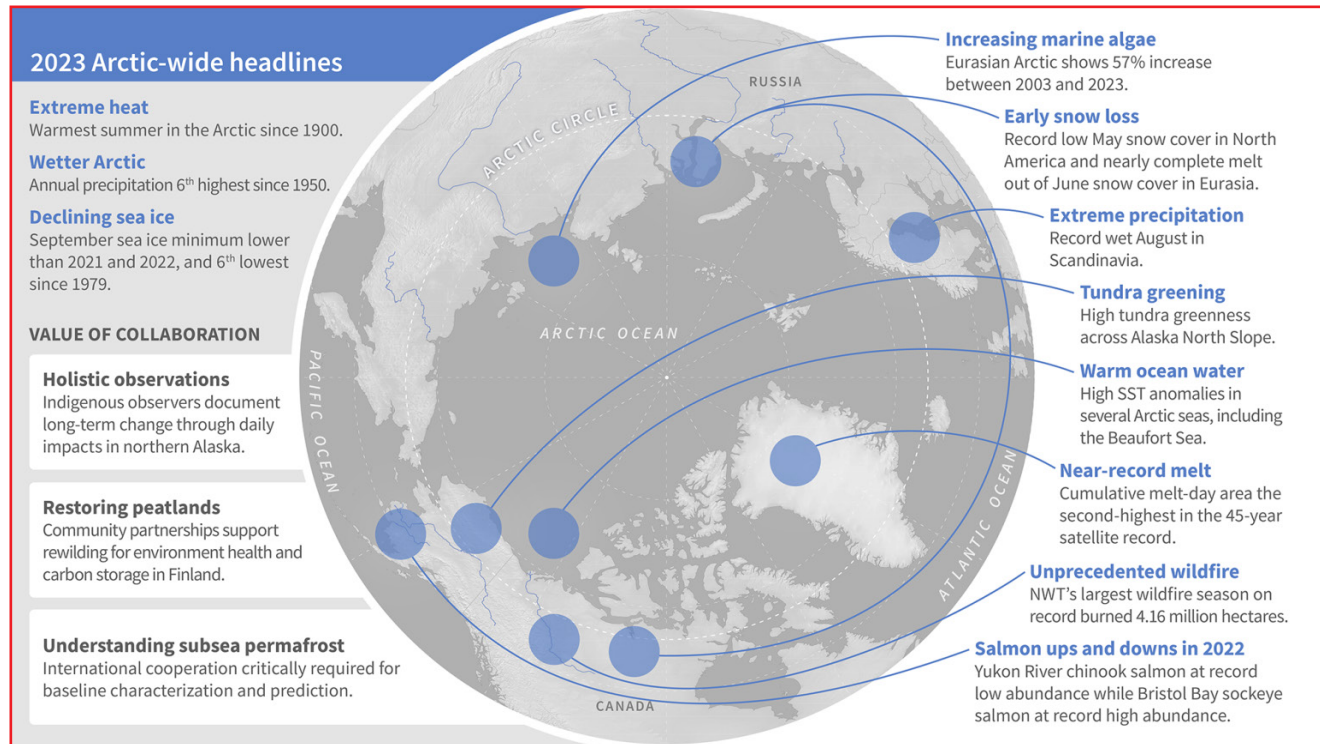 2023 Arctic-wide headlines
Extreme heat
Warmest summer in the Arctic since 1900.
Wetter Arctic
Annual precipitation 6th highest since 1950.
Declining sea ice
September sea ice minimum lower
than 2021 and 2022, and 6th lowest
since 1979.
VALUE OF COLLABORATION
Holistic observations
Indigenous observers document
long-term change through daily
impacts in northern Alaska.
Restoring peatlands
Community partnerships support
rewilding for environment health and
carbon storage in Finland.
Understanding subsea permafrost
International cooperation critically required for
baseline characterization and prediction.
RUSSIA
ARCTIC CIRCLE
ARCTIC OCEAN
PACIFIC OCEAN
ATLANTIC OCEAN
CANADA
Increasing marine algae
Eurasian Arctic shows 57% increase
between 2003 and 2023.
Early snow loss
Record low May snow cover in North
America and nearly complete melt
out of June snow cover in Eurasia.
Extreme precipitation
Record wet August in
Scandinavia.
Tundra greening
High tundra greenness
across Alaska North Slope.
Warm ocean water
High SST anomalies in
several Arctic seas, including
the Beaufort Sea.
Near-record melt
Cumulative melt-day area the
second-highest in the 45-year
satellite record.
Unprecedented wildfire
NWT's largest wildfire season on
record burned 4.16 million hectares.
Salmon ups and downs in 2022
Yukon River chinook salmon at record
low abundance while Bristol Bay sockeye
salmon at record high abundance.